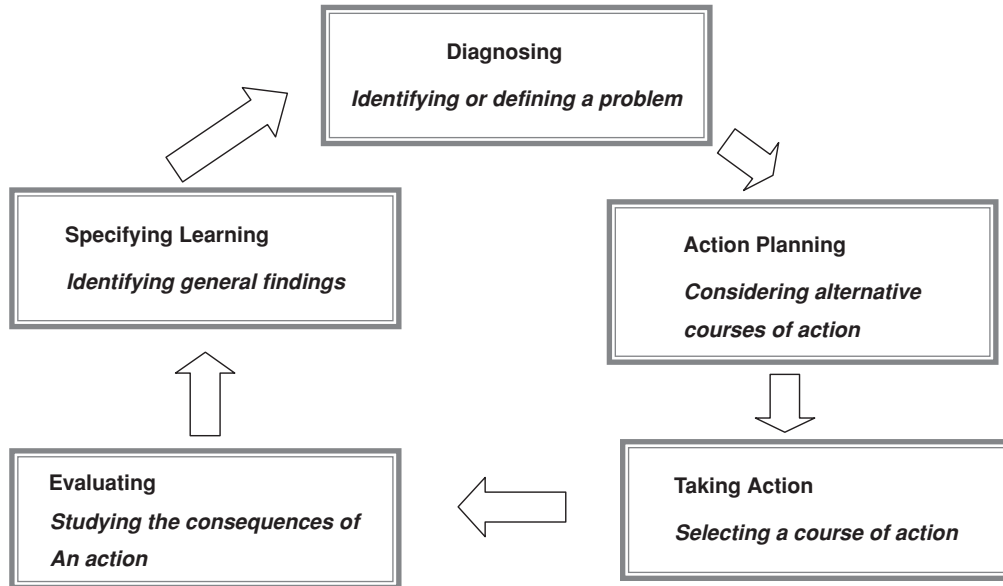 Diagnosing
Identifying or defining a problem
Specifying Learning
Identifying general findings
Action Planning
Considering alternative
courses of action
Evaluating
Studying the consequences of
An action
Taking Action
Selecting a course of action